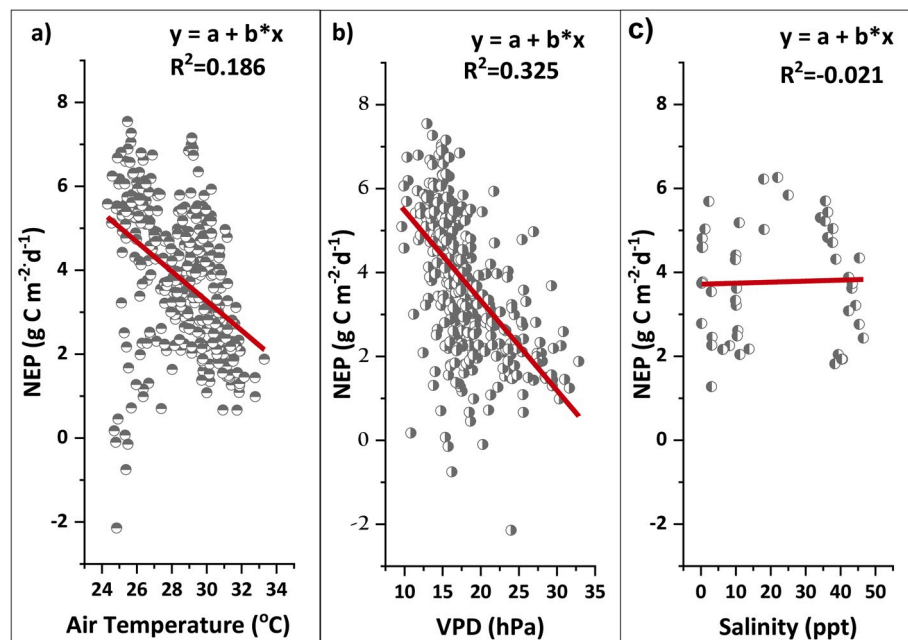 a)
y = a + b*x
R²=0.186
8
6
4
2
0
-2
NEP (g C m⁻²·d⁻¹)
24 26 28 30 32 34
Air Temperature (ᴼC)
b)
y = a + b*x
R²=0.325
8
6
4
2
0
-2
NEP (g C m⁻²·d⁻¹)
10 15 20 25 30 35
VPD (hPa)
c)
y = a + b*x
R²=-0.021
8
6
4
2
0
-2
NEP (g C m⁻²·d⁻¹)
0 10 20 30 40 50
Salinity (ppt)